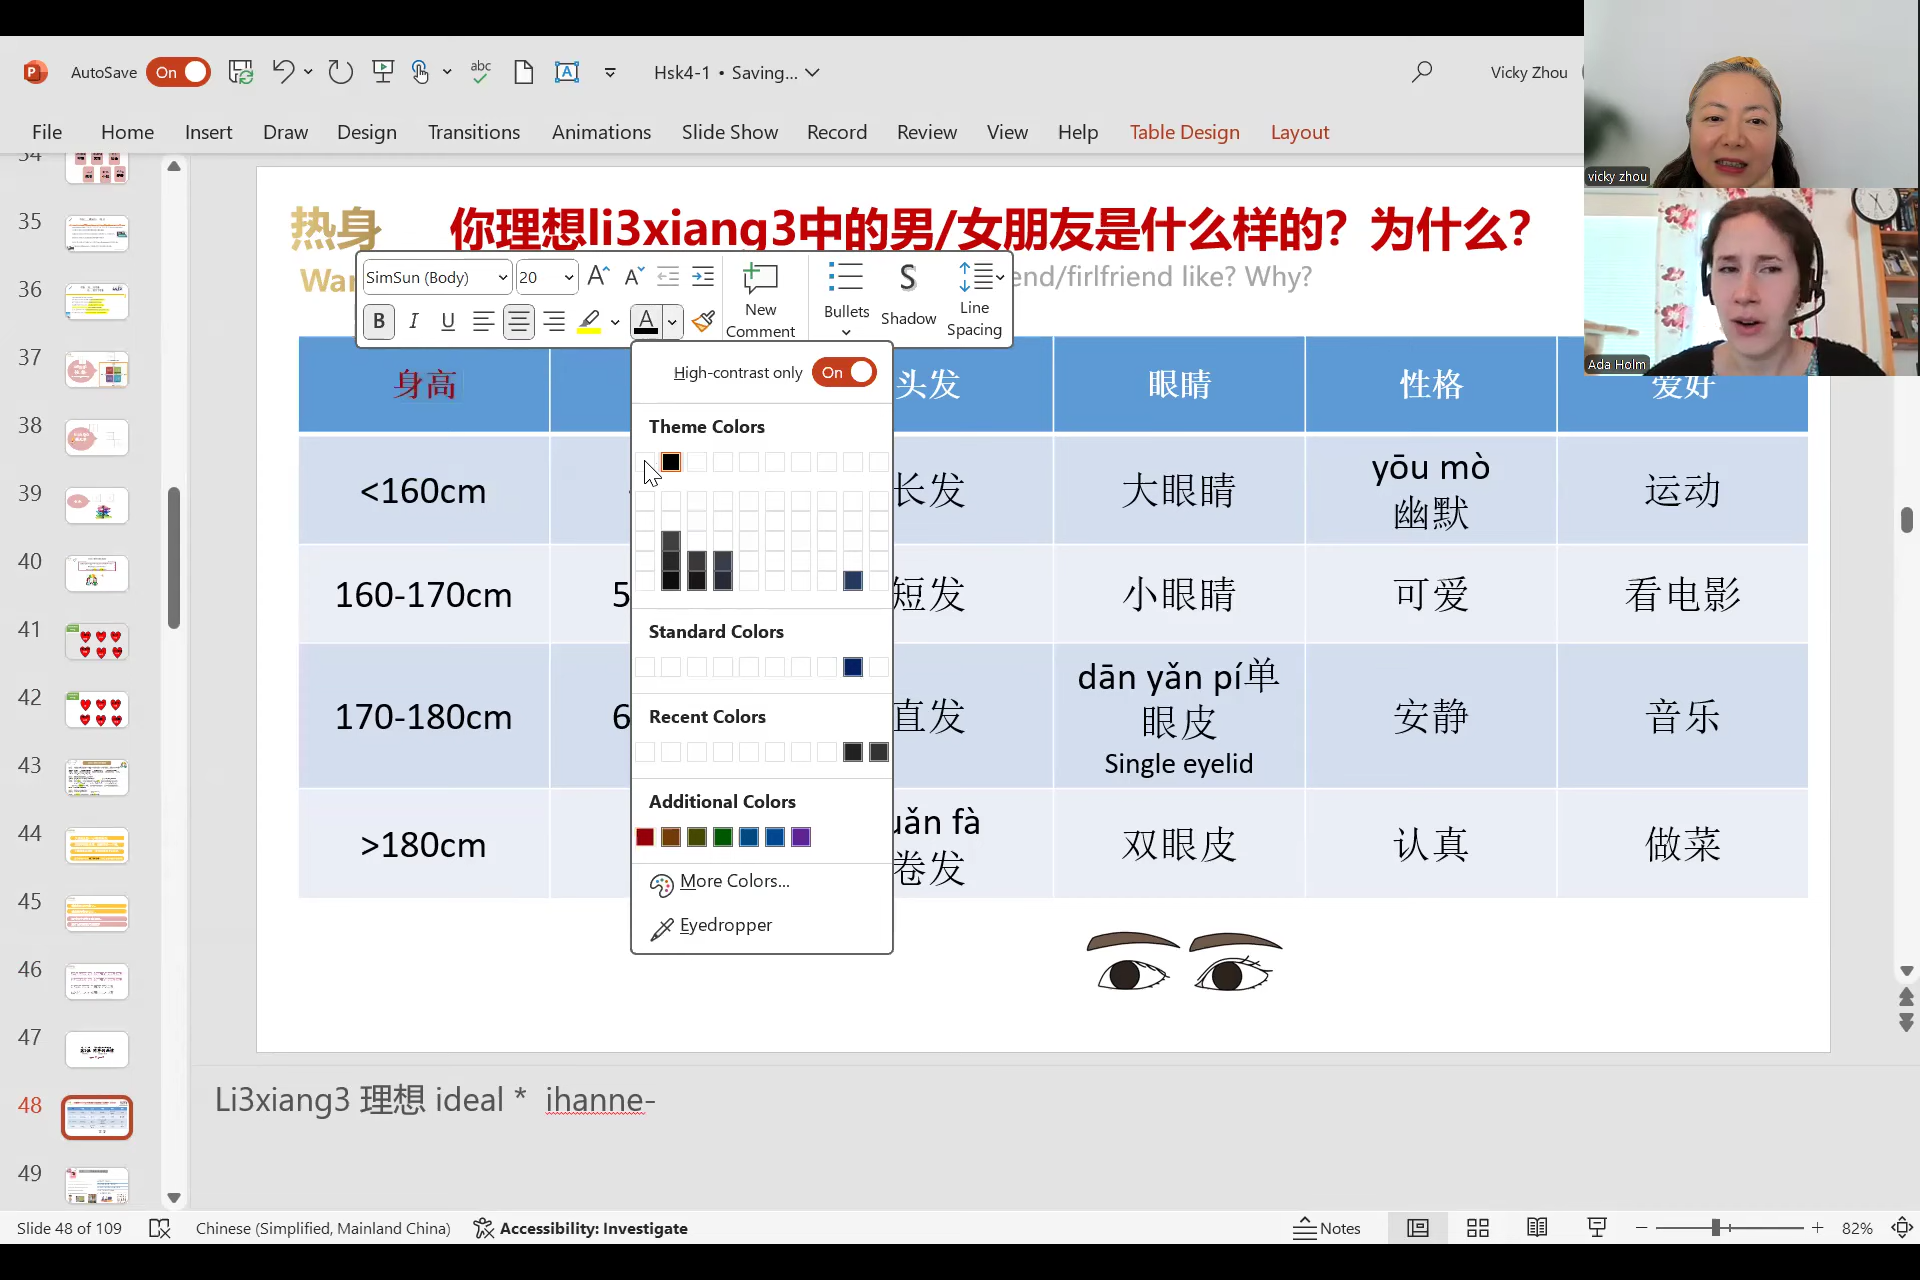 AutoSave On Hsk4-1 • Saving... Vicky Zhou
File Home Insert Draw Design Transitions Animations Slide Show Record Review View Help Table Design Layout
vicky zhou
Ada Holm
34
35
36
37
38
39
40
41
42
43
44
45
46
47
48
49
热身 你理想li3xiang3中的男/女朋友是什么样的？为什么？
War
end/firlfriend like? Why?
SimSun (Body) 20
B I U A
New Comment
Bullets
Shadow
Line Spacing
High-contrast only On
Theme Colors
Standard Colors
Recent Colors
Additional Colors
More Colors...
Eyedropper
身高 头发 眼睛 性格 爱好
<160cm 长发 大眼睛 yōu mò 幽默 运动
160-170cm 5 短发 小眼睛 可爱 看电影
170-180cm 6 直发 dān yǎn pí单眼皮 Single eyelid 安静 音乐
>180cm uǎn fà 卷发 双眼皮 认真 做菜
Li3xiang3 理想 ideal * ihanne-
Slide 48 of 109 Chinese (Simplified, Mainland China) Accessibility: Investigate Notes 82%